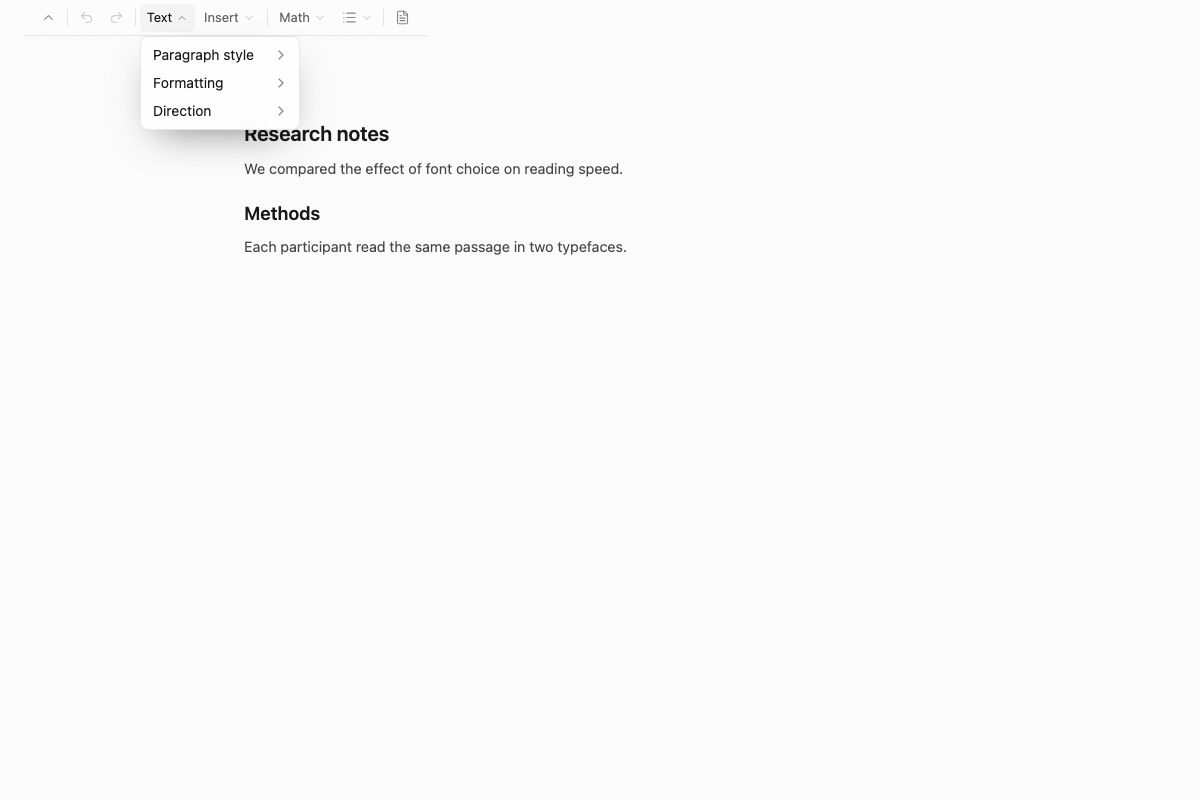 Text Insert Math
Paragraph style
Formatting
Direction
Research notes
We compared the effect of font choice on reading speed.
Methods
Each participant read the same passage in two typefaces.